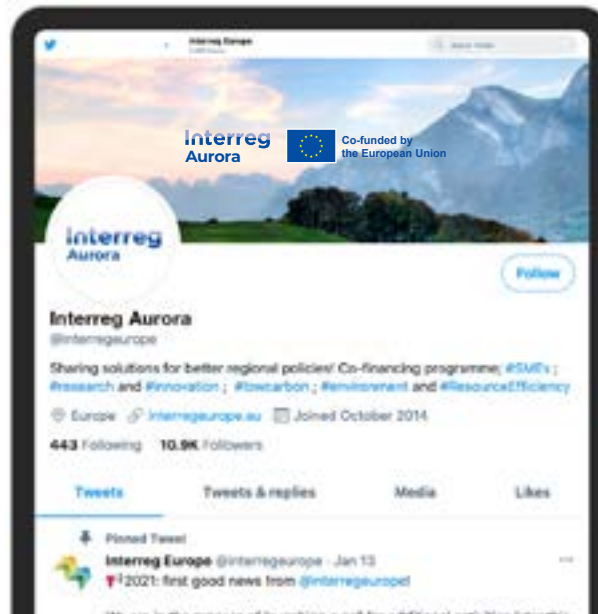 Interreg Europe
Interreg
Aurora
Co-funded by
the European Union
interreg
Aurora
Follow
Interreg Aurora
@interregeurope
Sharing solutions for better regional policies! Co-financing programme; #SMEs ;
#research and #innovation ; #lowcarbon ; #environment and #ResourceEfficiency
Europe interregeurope.eu Joined October 2014
443 Following 10.9K Followers
Tweets Tweets & replies Media Likes
Pinned Tweet
Interreg Europe @interregeurope · Jan 13
2021: first good news from @interregeurope!